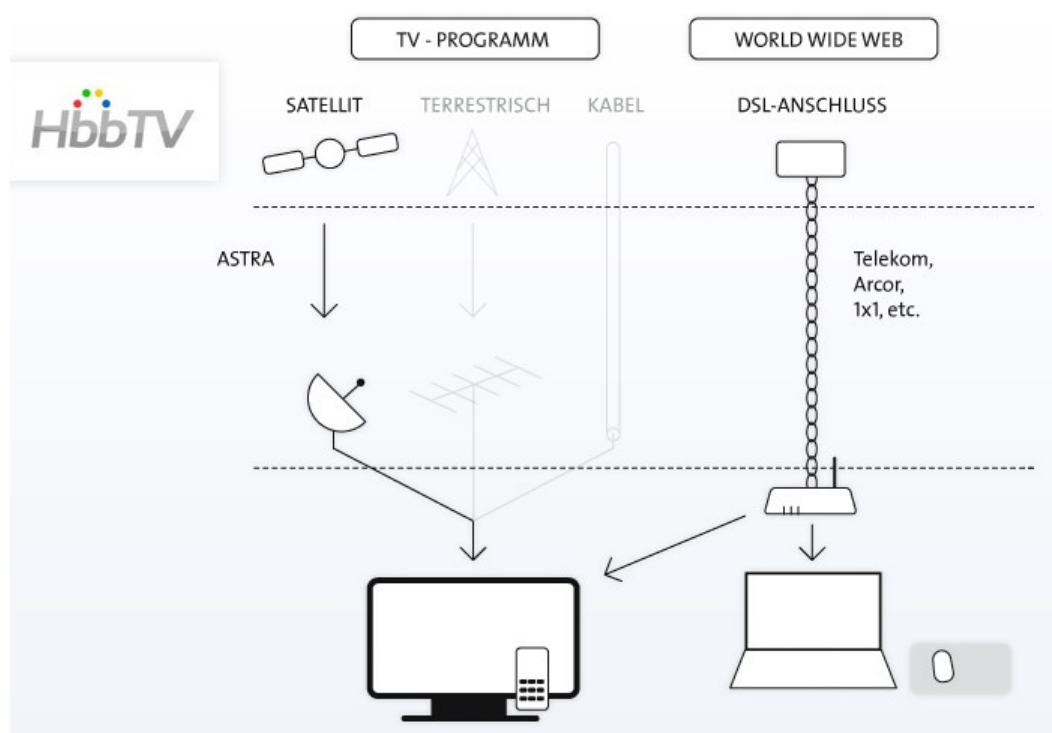 TV - PROGRAMM
WORLD WIDE WEB
HbbTV
SATELLIT
TERRESTRISCH
KABEL
DSL-ANSCHLUSS
ASTRA
Telekom,
Arcor,
1x1, etc.